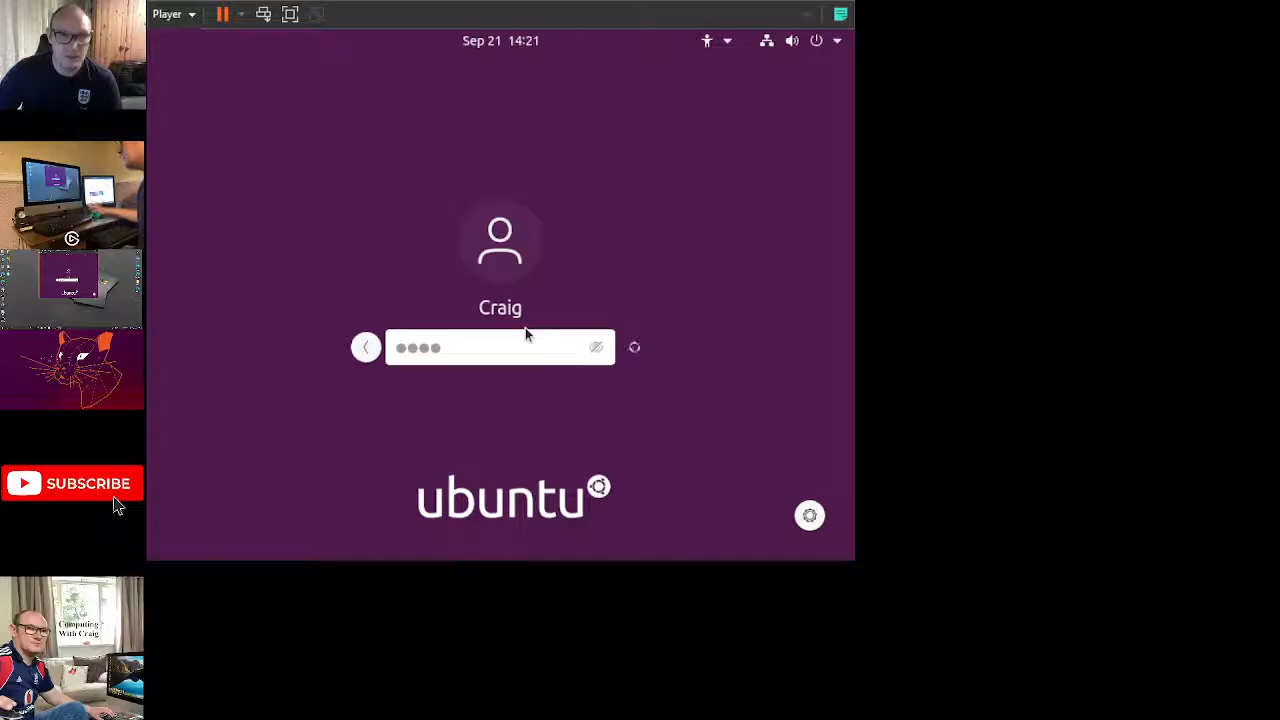 Player
Sep 21 14:21
Craig
ubuntu
SUBSCRIBE
Computing
With Craig